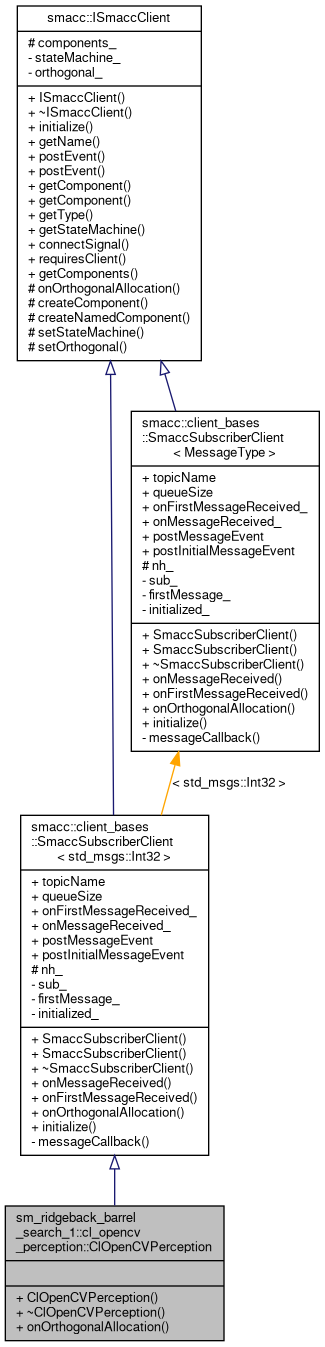 smacc::ISmaccClient
# components_
- stateMachine_
- orthogonal_
+ ISmaccClient()
+ ~ISmaccClient()
+ initialize()
+ getName()
+ postEvent()
+ postEvent()
+ getComponent()
+ getComponent()
+ getType()
+ getStateMachine()
+ connectSignal()
+ requiresClient()
+ getComponents()
# onOrthogonalAllocation()
# createComponent()
# createNamedComponent()
# setStateMachine()
# setOrthogonal()
smacc::client_bases
::SmaccSubscriberClient
< MessageType >
+ topicName
+ queueSize
+ onFirstMessageReceived_
+ onMessageReceived_
+ postMessageEvent
+ postInitialMessageEvent
# nh_
- sub_
- firstMessage_
- initialized_
+ SmaccSubscriberClient()
+ SmaccSubscriberClient()
+ ~SmaccSubscriberClient()
+ onMessageReceived()
+ onFirstMessageReceived()
+ onOrthogonalAllocation()
+ initialize()
- messageCallback()
< std_msgs::Int32 >
smacc::client_bases
::SmaccSubscriberClient
< std_msgs::Int32 >
+ topicName
+ queueSize
+ onFirstMessageReceived_
+ onMessageReceived_
+ postMessageEvent
+ postInitialMessageEvent
# nh_
- sub_
- firstMessage_
- initialized_
+ SmaccSubscriberClient()
+ SmaccSubscriberClient()
+ ~SmaccSubscriberClient()
+ onMessageReceived()
+ onFirstMessageReceived()
+ onOrthogonalAllocation()
+ initialize()
- messageCallback()
sm_ridgeback_barrel
_search_1::cl_opencv
_perception::ClOpenCVPerception
+ ClOpenCVPerception()
+ ~ClOpenCVPerception()
+ onOrthogonalAllocation()